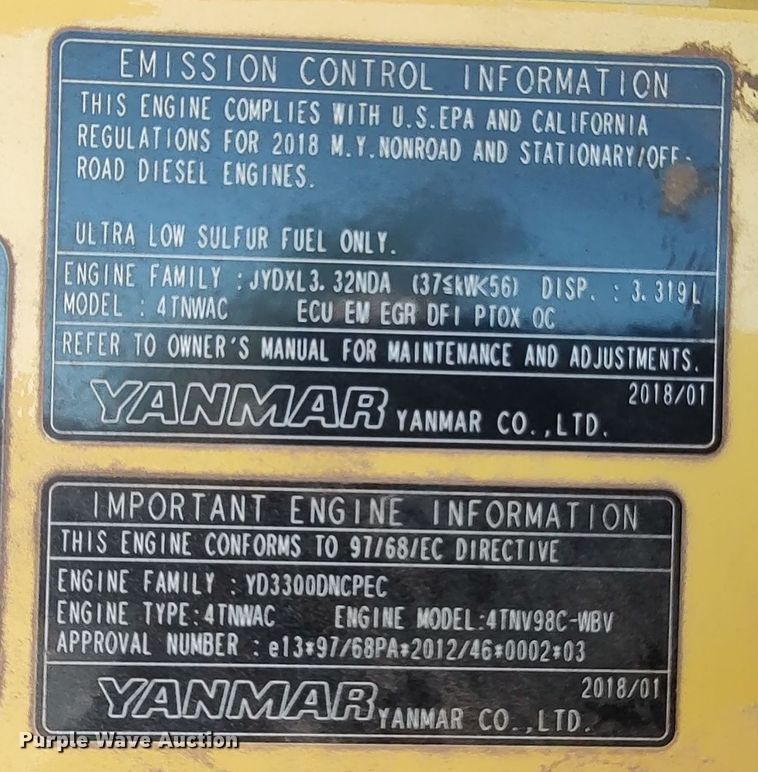 EMISSION CONTROL INFORMATION
THIS ENGINE COMPLIES WITH U.S.EPA AND CALIFORNIA
REGULATIONS FOR 2018 M.Y.NONROAD AND STATIONARY/OFF-
ROAD DIESEL ENGINES.
ULTRA LOW SULFUR FUEL ONLY.
ENGINE FAMILY : JYDXL3.32NDA (37≤kW<56) DISP. : 3.319L
MODEL : 4TNWAC ECU EM EGR DFI PTOX OC
REFER TO OWNER'S MANUAL FOR MAINTENANCE AND ADJUSTMENTS.
2018/01
YANMAR YANMAR CO.,LTD.
IMPORTANT ENGINE INFORMATION
THIS ENGINE CONFORMS TO 97/68/EC DIRECTIVE
ENGINE FAMILY : YD3300DNCPEC
ENGINE TYPE:4TNWAC ENGINE MODEL:4TNV98C-WBV
APPROVAL NUMBER : e13*97/68PA*2012/46*0002*03
2018/01
YANMAR YANMAR CO.,LTD.
Purple Wave Auction